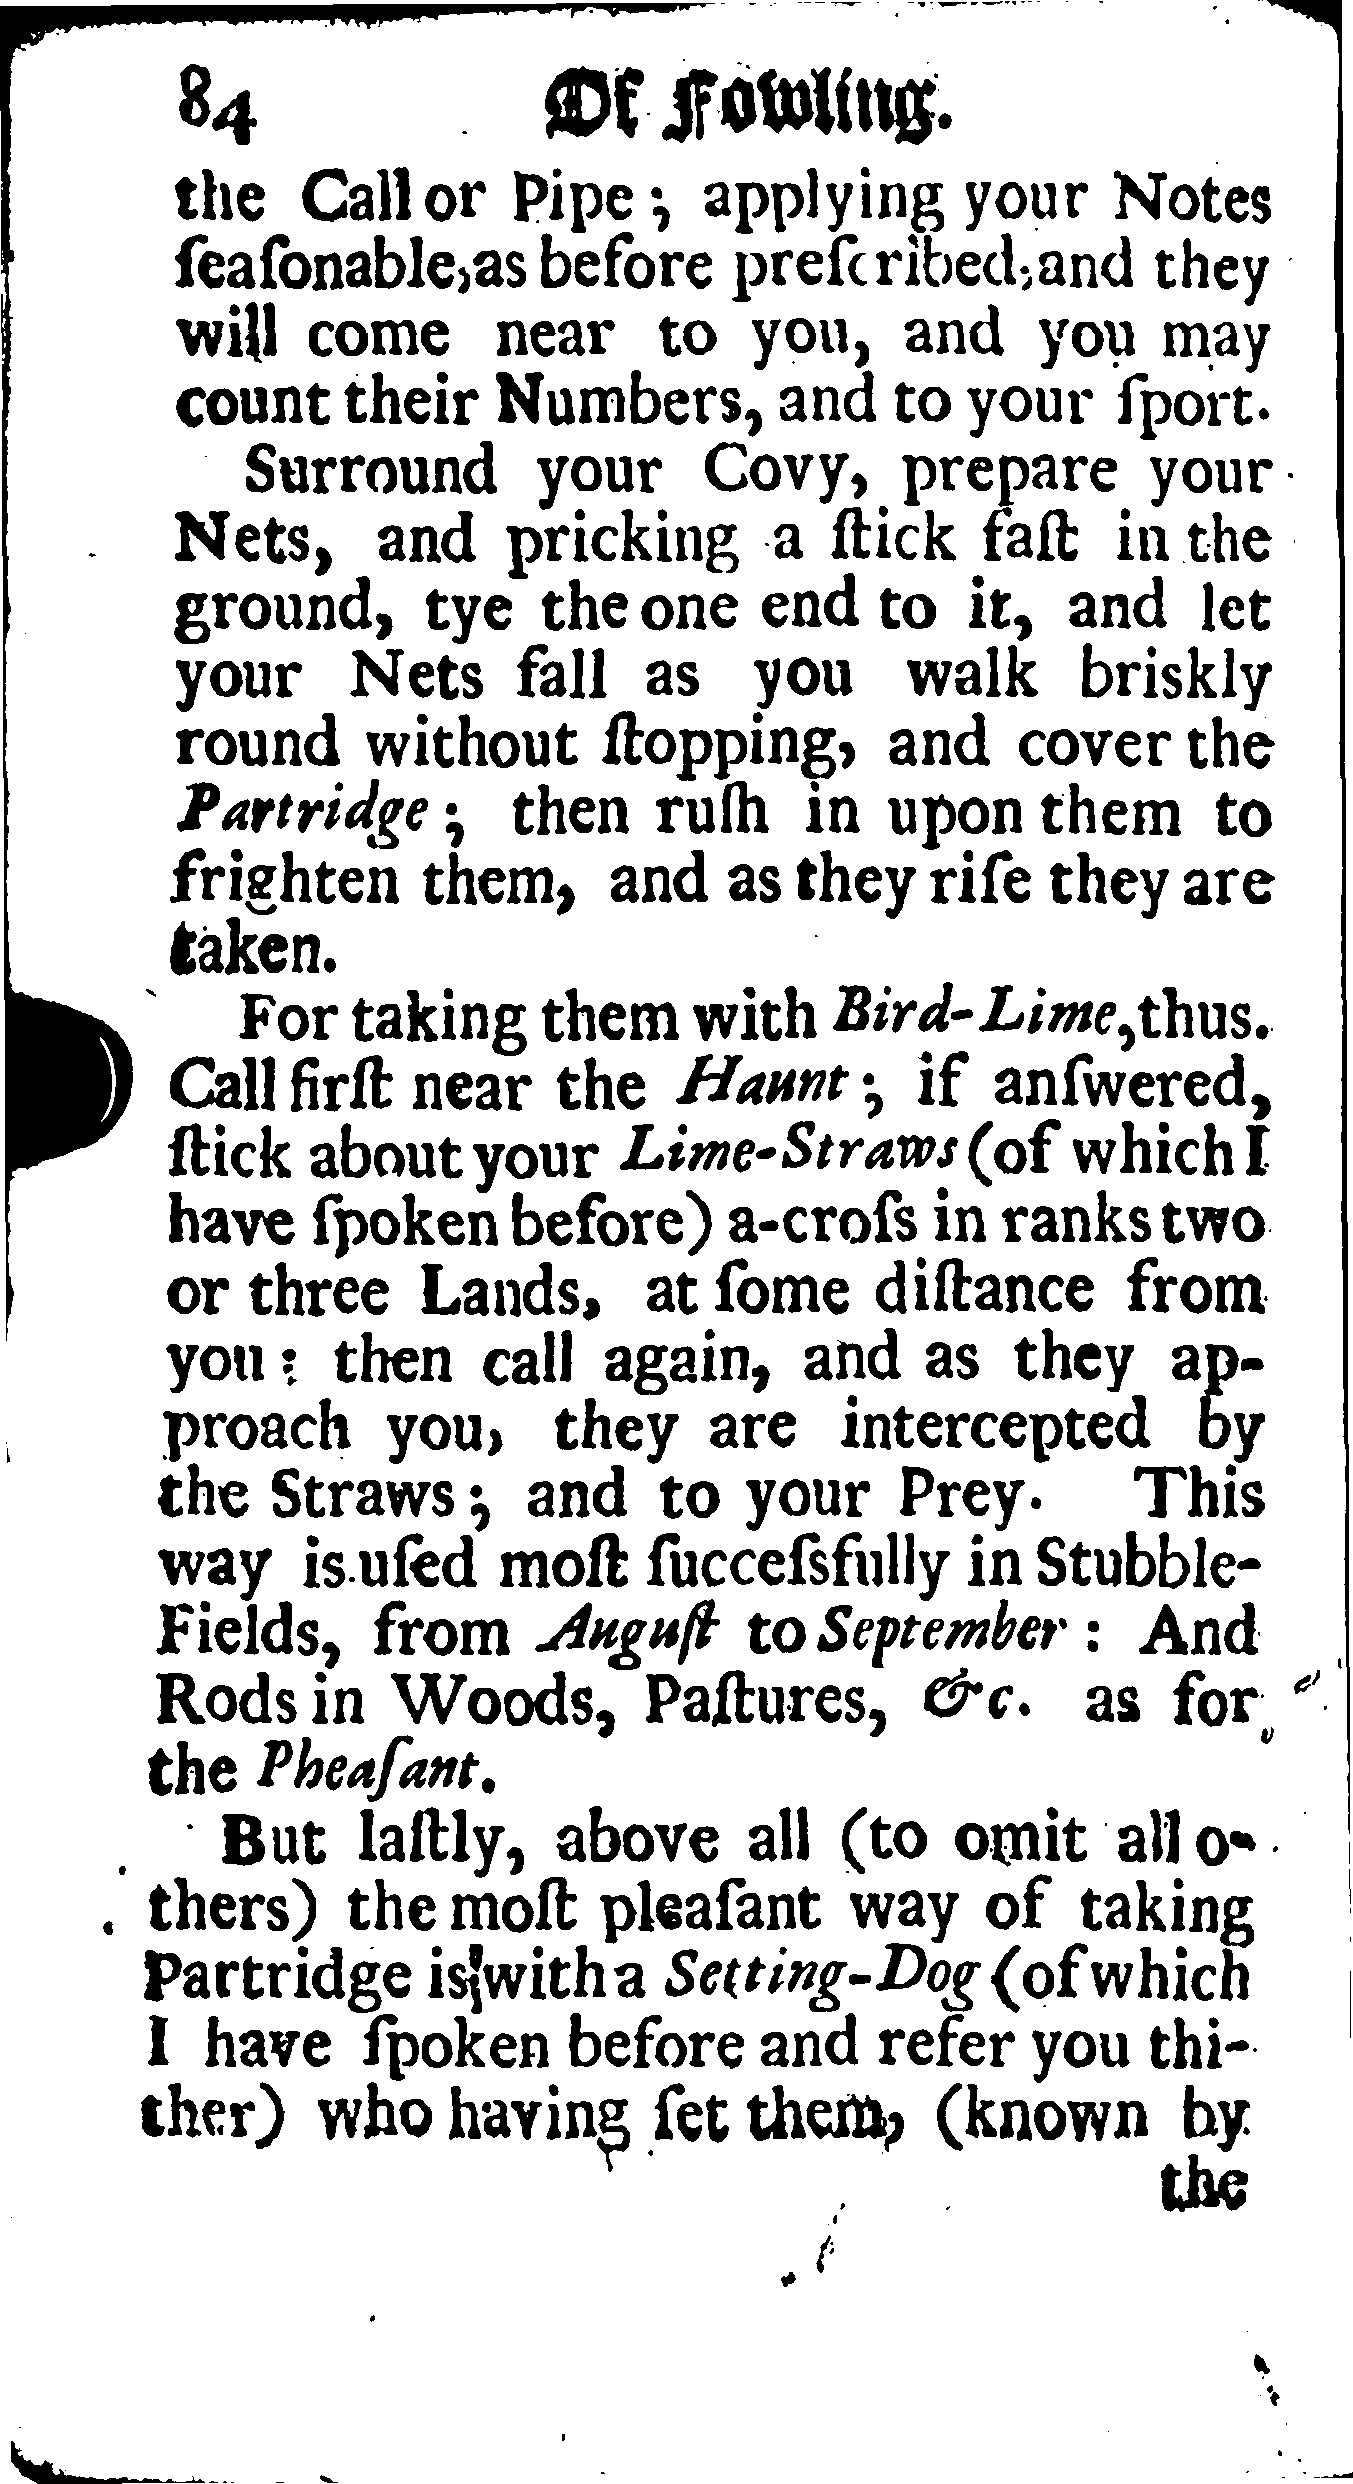 84 Of Fowling.
the Call or Pipe; applying your Notes
ſeaſonable, as before preſcribed; and they
will come near to you, and you may
count their Numbers, and to your ſport.
Surround your Covy, prepare your
Nets, and pricking a ſtick faſt in the
ground, tye the one end to it, and let
your Nets fall as you walk briskly
round without ſtopping, and cover the
Partridge; then ruſh in upon them to
frighten them, and as they riſe they are
taken.
For taking them with Bird-Lime, thus.
Call firſt near the Haunt; if anſwered,
ſtick about your Lime-Straws (of which I
have ſpoken before) a-croſs in ranks two
or three Lands, at ſome diſtance from
you: then call again, and as they ap-
proach you, they are intercepted by
the Straws; and to your Prey. This
way is uſed moſt ſucceſsfully in Stubble-
Fields, from Auguſt to September: And
Rods in Woods, Paſtures, &c. as for
the Pheaſant.
But laſtly, above all (to omit all o-
thers) the moſt pleaſant way of taking
Partridge is with a Setting-Dog (of which
I have ſpoken before and refer you thi-
ther) who having ſet them, (known by
the